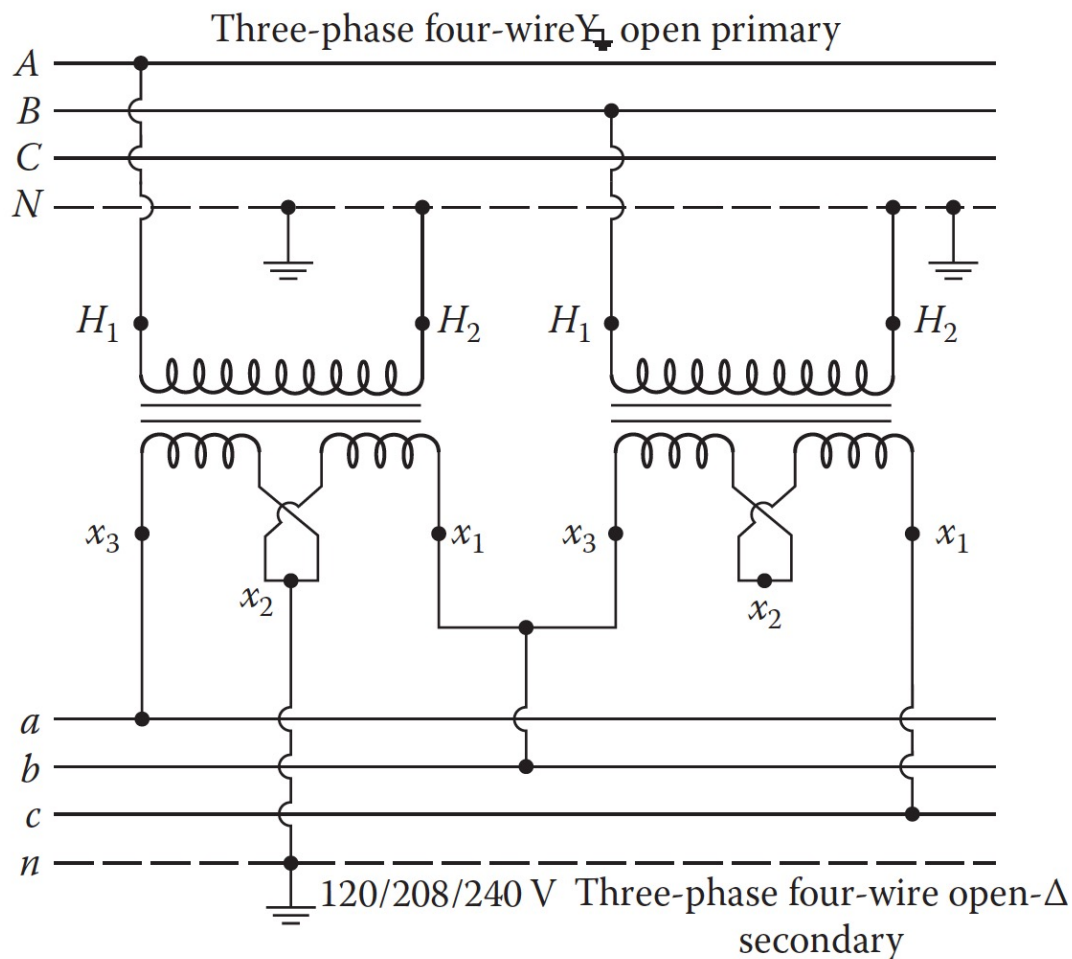 Three-phase four-wire Y open primary
A
B
C
N
H1 H2 H1 H2
x3 x1 x3 x1
x2 x2
a
b
c
n
120/208/240 V Three-phase four-wire open-Δ
secondary